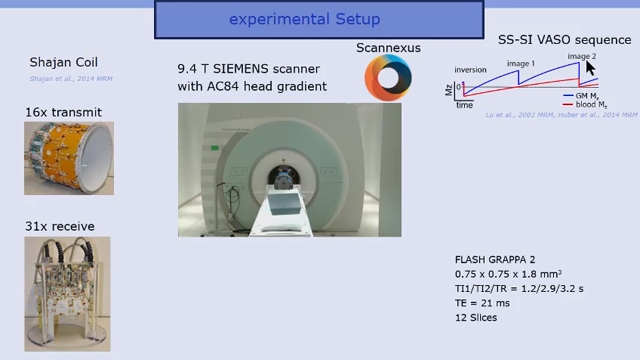 experimental Setup
Shajan Coil
Shajan et al., 2014 MRM
16x transmit
31x receive
9.4 T SIEMENS scanner
with AC84 head gradient
Scannexus
SS-SI VASO sequence
inversion
image 1
image 2
Mz
0
time
GM Mz
blood Mz
Lu et al., 2003 MRM, Huber et al., 2014 MRM
FLASH GRAPPA 2
0.75 x 0.75 x 1.8 mm³
TI1/TI2/TR = 1.2/2.9/3.2 s
TE = 21 ms
12 Slices